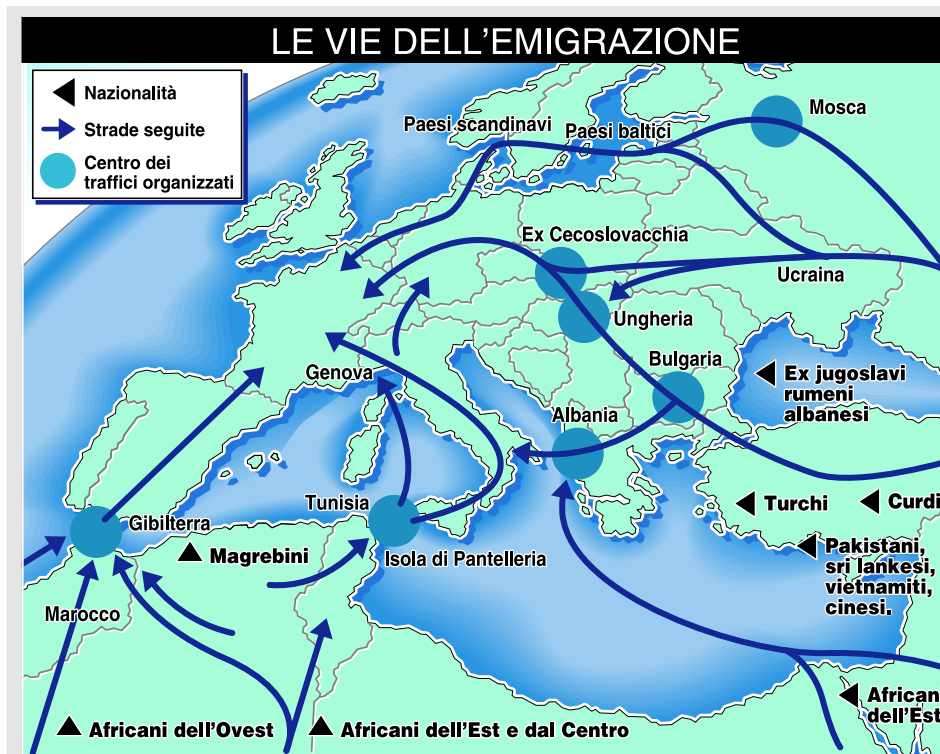 LE VIE DELL'EMIGRAZIONE
Nazionalità
Strade seguite
Centro dei
traffici organizzati
Paesi scandinavi
Paesi baltici
Mosca
Ex Cecoslovacchia
Ucraina
Ungheria
Genova
Bulgaria
Ex jugoslavi
rumeni
albanesi
Albania
Tunisia
Turchi
Curdi
Gibilterra
Magrebini
Isola di Pantelleria
Pakistani,
sri lankesi,
vietnamiti,
cinesi.
Marocco
Africani dell'Ovest
Africani dell'Est e dal Centro
African
dell'Est